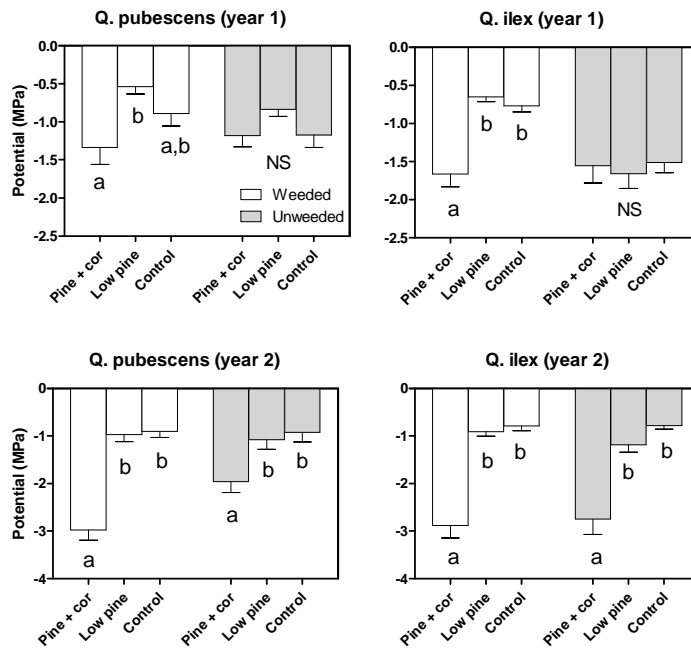 Q. pubescens (year 1)
0.0
-0.5
-1.0
-1.5
-2.0
-2.5
Potential (MPa)
a
b
a,b
NS
Weeded
Unweeded
Pine + cor
Low pine
Control
Pine + cor
Low pine
Control
Q. ilex (year 1)
0.0
-0.5
-1.0
-1.5
-2.0
-2.5
a
b
b
NS
Pine + cor
Low pine
Control
Pine + cor
Low pine
Control
Q. pubescens (year 2)
0
-1
-2
-3
-4
Potential (MPa)
a
b
b
a
b
b
Pine + cor
Low pine
Control
Pine + cor
Low pine
Control
Q. ilex (year 2)
0
-1
-2
-3
-4
a
b
b
a
b
b
Pine + cor
Low pine
Control
Pine + cor
Low pine
Control